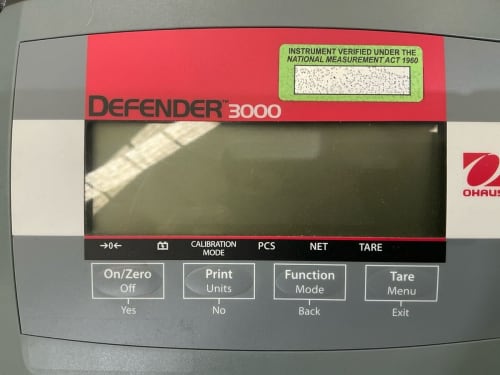 INSTRUMENT VERIFIED UNDER THE
NATIONAL MEASUREMENT ACT 1960
DEFENDER™ 3000
OHAUS
→0← CALIBRATION MODE PCS NET TARE
On/Zero Print Function Tare
Off Units Mode Menu
Yes No Back Exit